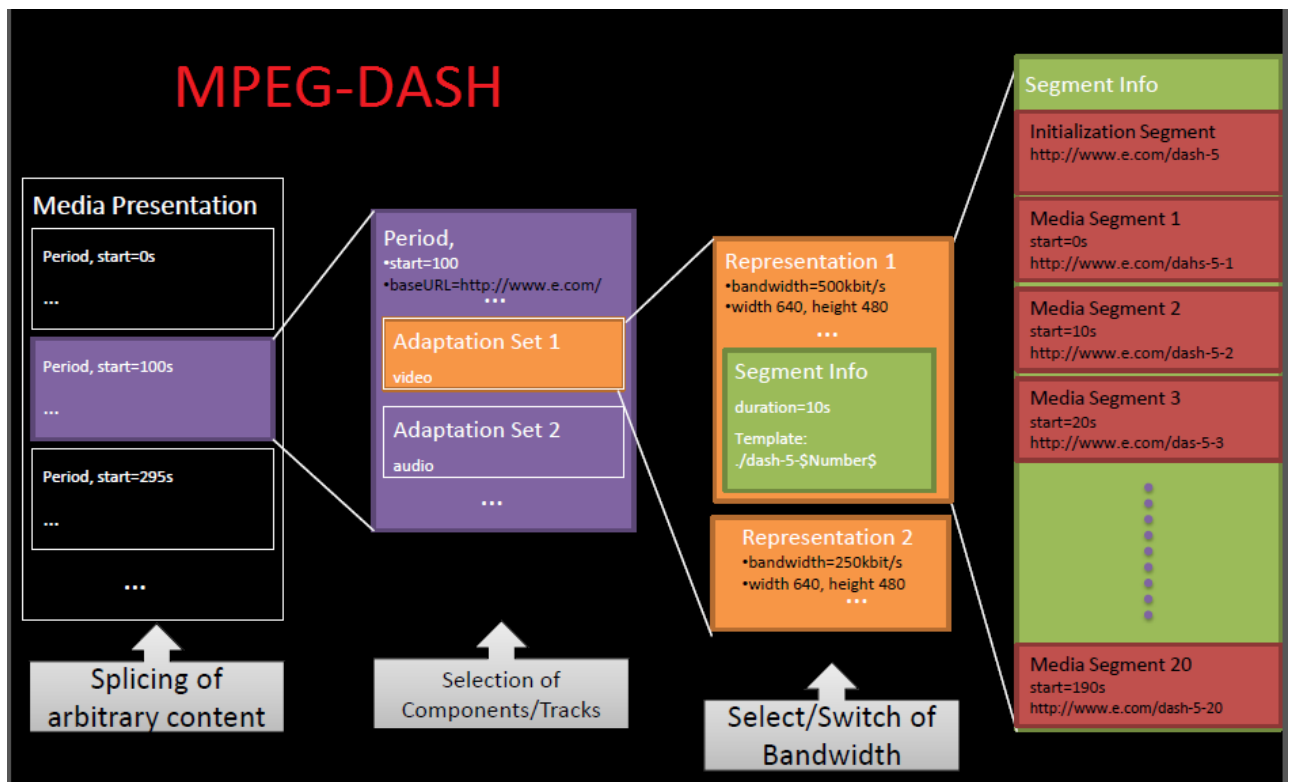 MPEG-DASH
Media Presentation
Period, start=0s
...
Period, start=100s
...
Period, start=295s
...
...
Splicing of
arbitrary content
Period,
•start=100
•baseURL=http://www.e.com/
...
Adaptation Set 1
video
Adaptation Set 2
audio
...
Selection of
Components/Tracks
Representation 1
•bandwidth=500kbit/s
•width 640, height 480
...
Segment Info
duration=10s
Template:
./dash-5-$Number$
Representation 2
•bandwidth=250kbit/s
•width 640, height 480
...
Select/Switch of
Bandwidth
Segment Info
Initialization Segment
http://www.e.com/dash-5
Media Segment 1
start=0s
http://www.e.com/dahs-5-1
Media Segment 2
start=10s
http://www.e.com/dash-5-2
Media Segment 3
start=20s
http://www.e.com/das-5-3
Media Segment 20
start=190s
http://www.e.com/dash-5-20